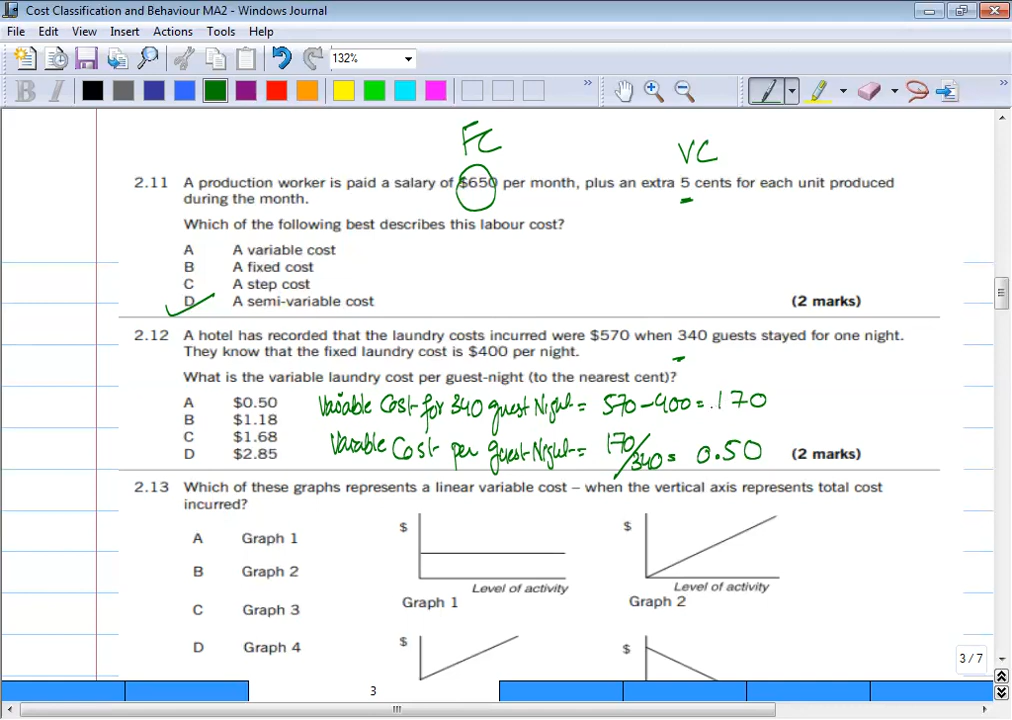 Cost Classification and Behaviour MA2 - Windows Journal
File Edit View Insert Actions Tools Help
132%
B I
FC
VC
2.11 A production worker is paid a salary of $650 per month, plus an extra 5 cents for each unit produced
during the month.
Which of the following best describes this labour cost?
A A variable cost
B A fixed cost
C A step cost
D A semi-variable cost (2 marks)
2.12 A hotel has recorded that the laundry costs incurred were $570 when 340 guests stayed for one night.
They know that the fixed laundry cost is $400 per night.
What is the variable laundry cost per guest-night (to the nearest cent)?
A $0.50 Variable Cost for 340 guest Night = 570-400=.170
B $1.18
C $1.68 Variable Cost per guest Night = 170/340 = 0.50
D $2.85 (2 marks)
2.13 Which of these graphs represents a linear variable cost – when the vertical axis represents total cost
incurred?
A Graph 1
B Graph 2
C Graph 3
D Graph 4
$
Level of activity
Graph 1
$
Level of activity
Graph 2
$
$
3 / 7
3